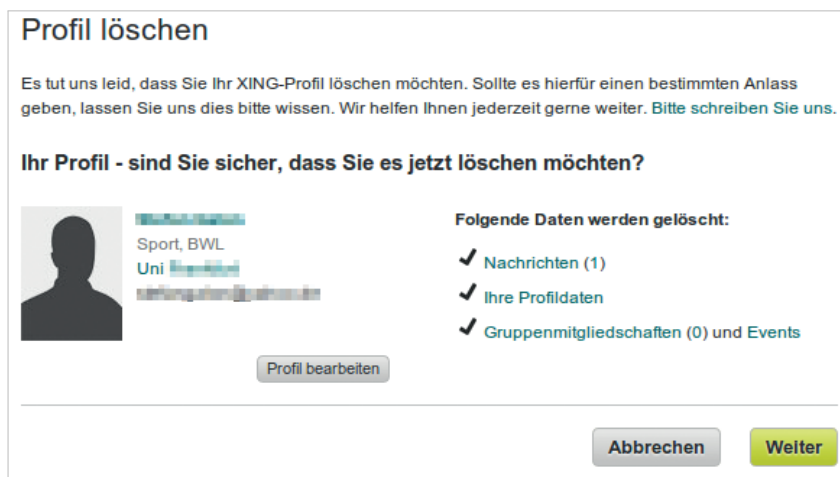 Profil löschen
Es tut uns leid, dass Sie Ihr XING-Profil löschen möchten. Sollte es hierfür einen bestimmten Anlass
geben, lassen Sie uns dies bitte wissen. Wir helfen Ihnen jederzeit gerne weiter. Bitte schreiben Sie uns.
Ihr Profil - sind Sie sicher, dass Sie es jetzt löschen möchten?
Sport, BWL
Uni
Profil bearbeiten
Folgende Daten werden gelöscht:
Nachrichten (1)
Ihre Profildaten
Gruppenmitgliedschaften (0) und Events
Abbrechen
Weiter